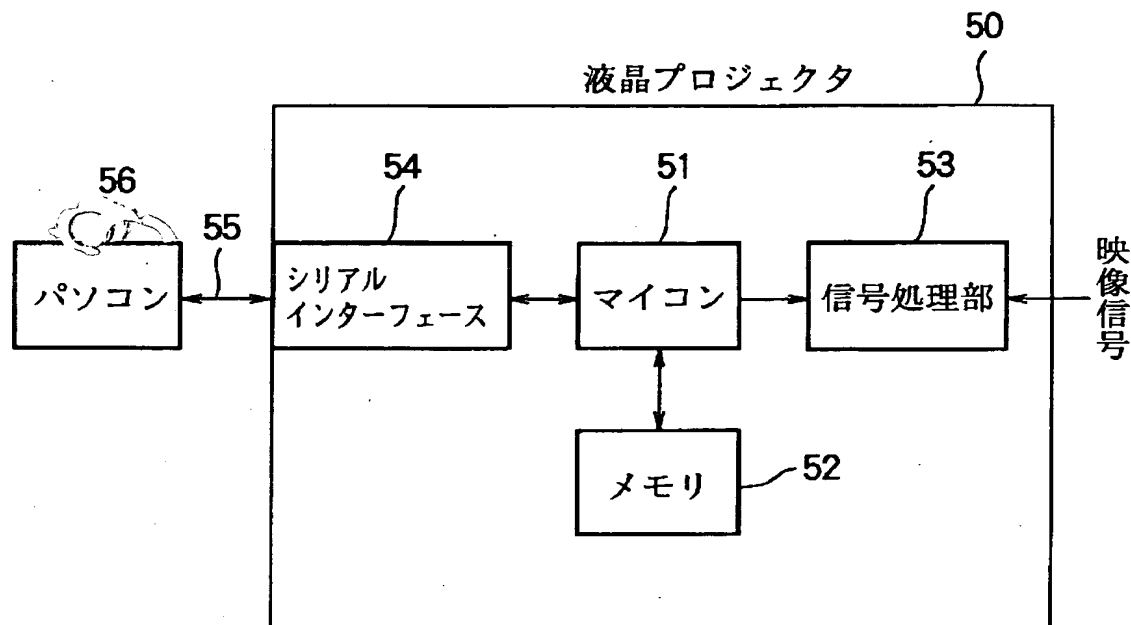 50
液晶プロジェクタ
56
55
54
51
53
パソコン
シリアル
インターフェース
マイコン
信号処理部
映像信号
メモリ
52